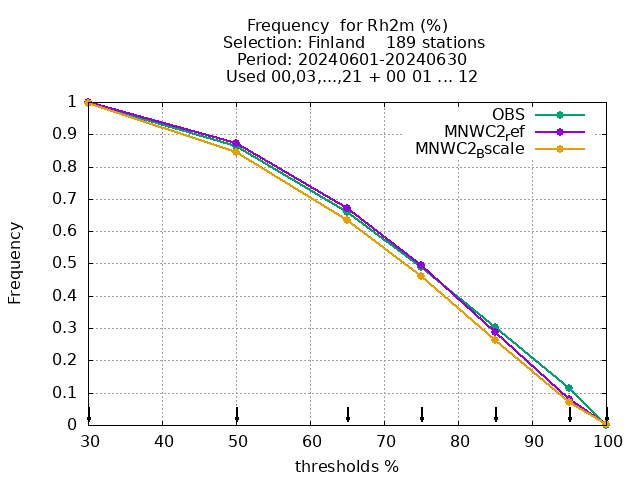 Frequency  for Rh2m (%)
Selection: Finland    189 stations
Period: 20240601-20240630
Used 00,03,...,21 + 00 01 ... 12
OBS
MNWC2ref
MNWC2Bscale
1
0.9
0.8
0.7
0.6
0.5
0.4
0.3
0.2
0.1
0
Frequency
30 40 50 60 70 80 90 100
thresholds %